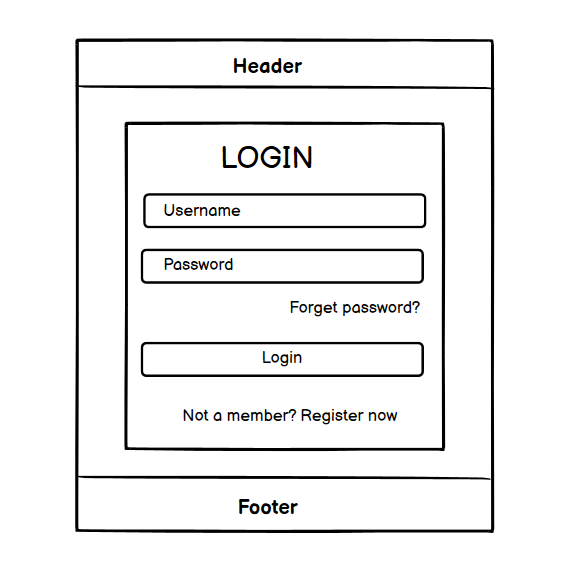 Header
LOGIN
Username
Password
Forget password?
Login
Not a member? Register now
Footer